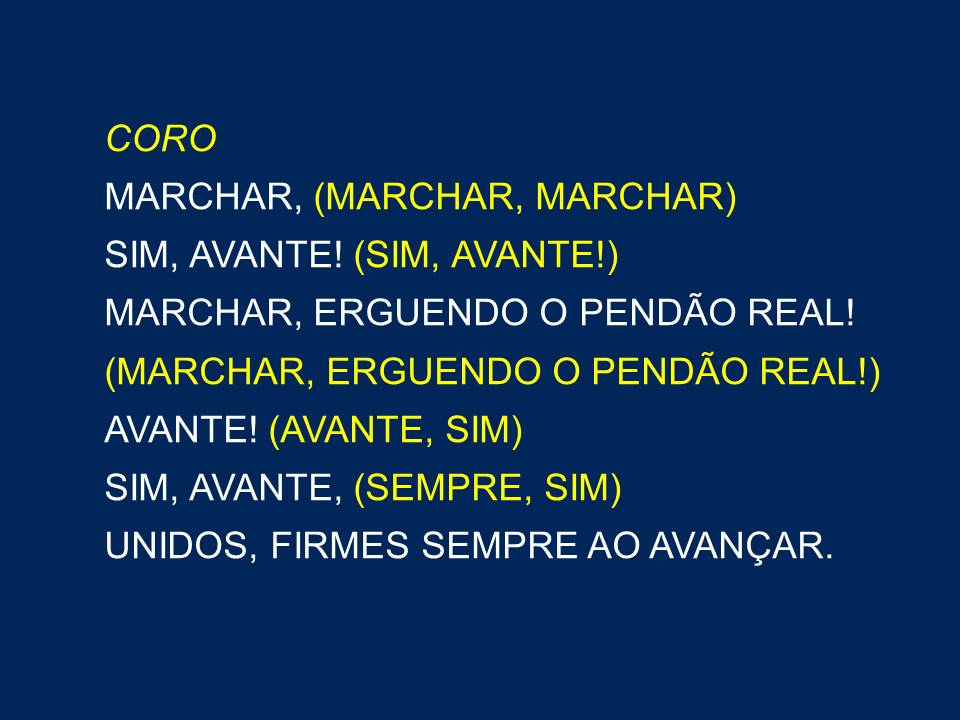 CORO
MARCHAR, (MARCHAR, MARCHAR)
SIM, AVANTE! (SIM, AVANTE!)
MARCHAR, ERGUENDO O PENDÃO REAL!
(MARCHAR, ERGUENDO O PENDÃO REAL!)
AVANTE! (AVANTE, SIM)
SIM, AVANTE, (SEMPRE, SIM)
UNIDOS, FIRMES SEMPRE AO AVANÇAR.